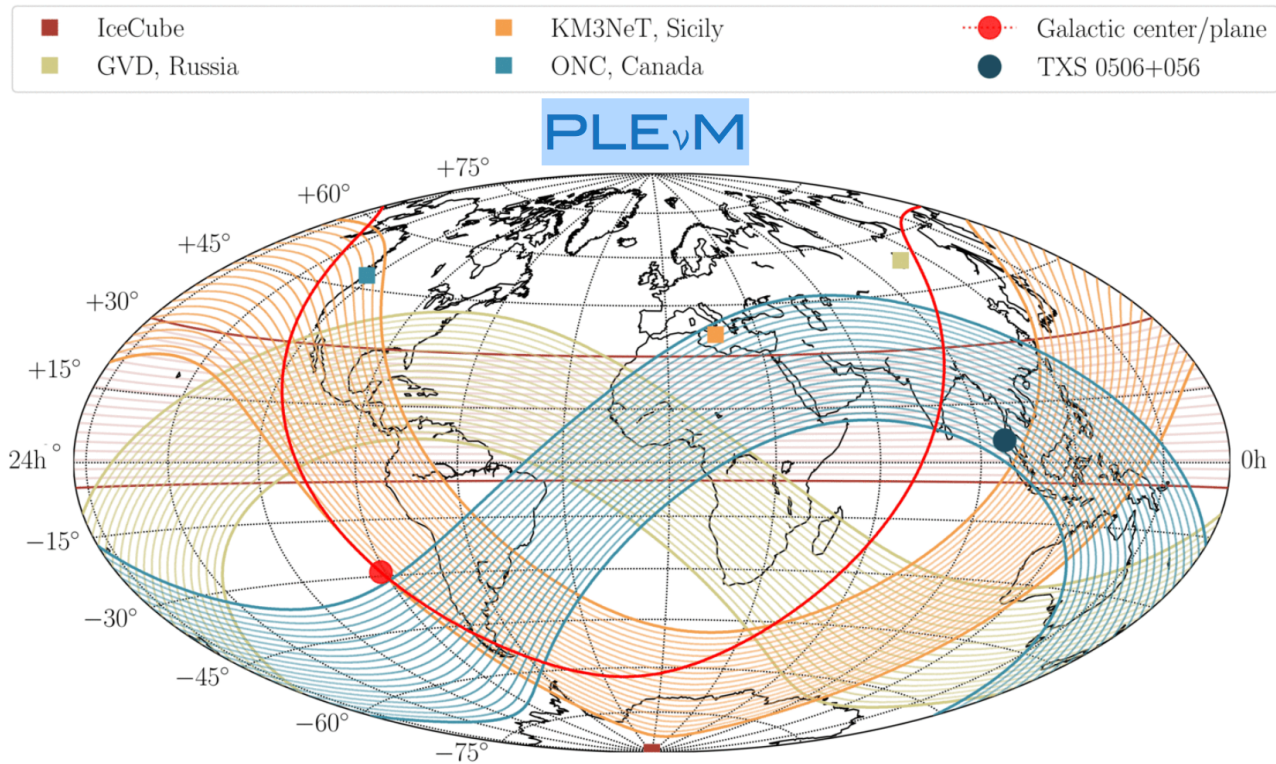 IceCube
GVD, Russia
KM3NeT, Sicily
ONC, Canada
Galactic center/plane
TXS 0506+056
PLEνM
+75°
+60°
+45°
+30°
+15°
24h °
0h
−15°
−30°
−45°
−60°
−75°